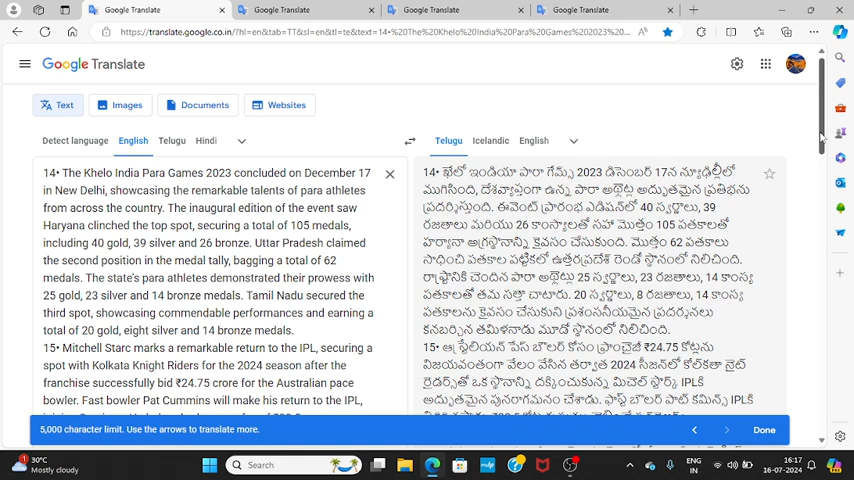 Google Translate
Google Translate
Google Translate
Google Translate
https://translate.google.co.in/?hl=en&tab=TT&sl=en&tl=te&text=14•%20The%20Khelo%20India%20Para%20Games%202023%20...
Google Translate
Text
Images
Documents
Websites
Detect language
English
Telugu
Hindi
Telugu
Icelandic
English
14• The Khelo India Para Games 2023 concluded on December 17
in New Delhi, showcasing the remarkable talents of para athletes
from across the country. The inaugural edition of the event saw
Haryana clinched the top spot, securing a total of 105 medals,
including 40 gold, 39 silver and 26 bronze. Uttar Pradesh claimed
the second position in the medal tally, bagging a total of 62
medals. The state's para athletes demonstrated their prowess with
25 gold, 23 silver and 14 bronze medals. Tamil Nadu secured the
third spot, showcasing commendable performances and earning a
total of 20 gold, eight silver and 14 bronze medals.
15• Mitchell Starc marks a remarkable return to the IPL, securing a
spot with Kolkata Knight Riders for the 2024 season after the
franchise successfully bid ₹24.75 crore for the Australian pace
bowler. Fast bowler Pat Cummins will make his return to the IPL,
14• ఖేలో ఇండియా పారా గేమ్స్ 2023 డిసెంబర్ 17న న్యూఢిల్లీలో
ముగిసింది, దేశవ్యాప్తంగా ఉన్న పారా అథ్లెట్ల అద్భుతమైన ప్రతిభను
ప్రదర్శిస్తుంది. ఈవెంట్ ప్రారంభ ఎడిషన్‌లో 40 స్వర్ణాలు, 39
రజతాలు మరియు 26 కాంస్యాలతో సహా మొత్తం 105 పతకాలతో
హర్యానా అగ్రస్థానాన్ని కైవసం చేసుకుంది. మొత్తం 62 పతకాలు
సాధించి పతకాల పట్టికలో ఉత్తరప్రదేశ్ రెండో స్థానంలో నిలిచింది.
రాష్ట్రానికి చెందిన పారా అథ్లెట్లు 25 స్వర్ణాలు, 23 రజతాలు, 14 కాంస్య
పతకాలతో తమ సత్తా చాటారు. 20 స్వర్ణాలు, 8 రజతాలు, 14 కాంస్య
పతకాలను కైవసం చేసుకుని ప్రశంసనీయమైన ప్రదర్శనలు
కనబర్చిన తమిళనాడు మూడో స్థానంలో నిలిచింది.
15• ఆస్ట్రేలియన్ పేస్ బౌలర్ కోసం ఫ్రాంచైజీ ₹24.75 కోట్లను
విజయవంతంగా వేలం వేసిన తర్వాత 2024 సీజన్‌లో కోల్‌కతా నైట్
రైడర్స్‌తో ఒక స్థానాన్ని దక్కించుకున్న మిచెల్ స్టార్క్ IPLకి
అద్భుతమైన పునరాగమనం చేశాడు. ఫాస్ట్ బౌలర్ పాట్ కమిన్స్ IPLకి
5,000 character limit. Use the arrows to translate more.
Done
30°C
Mostly cloudy
Search
ENG
IN
16:17
16-07-2024